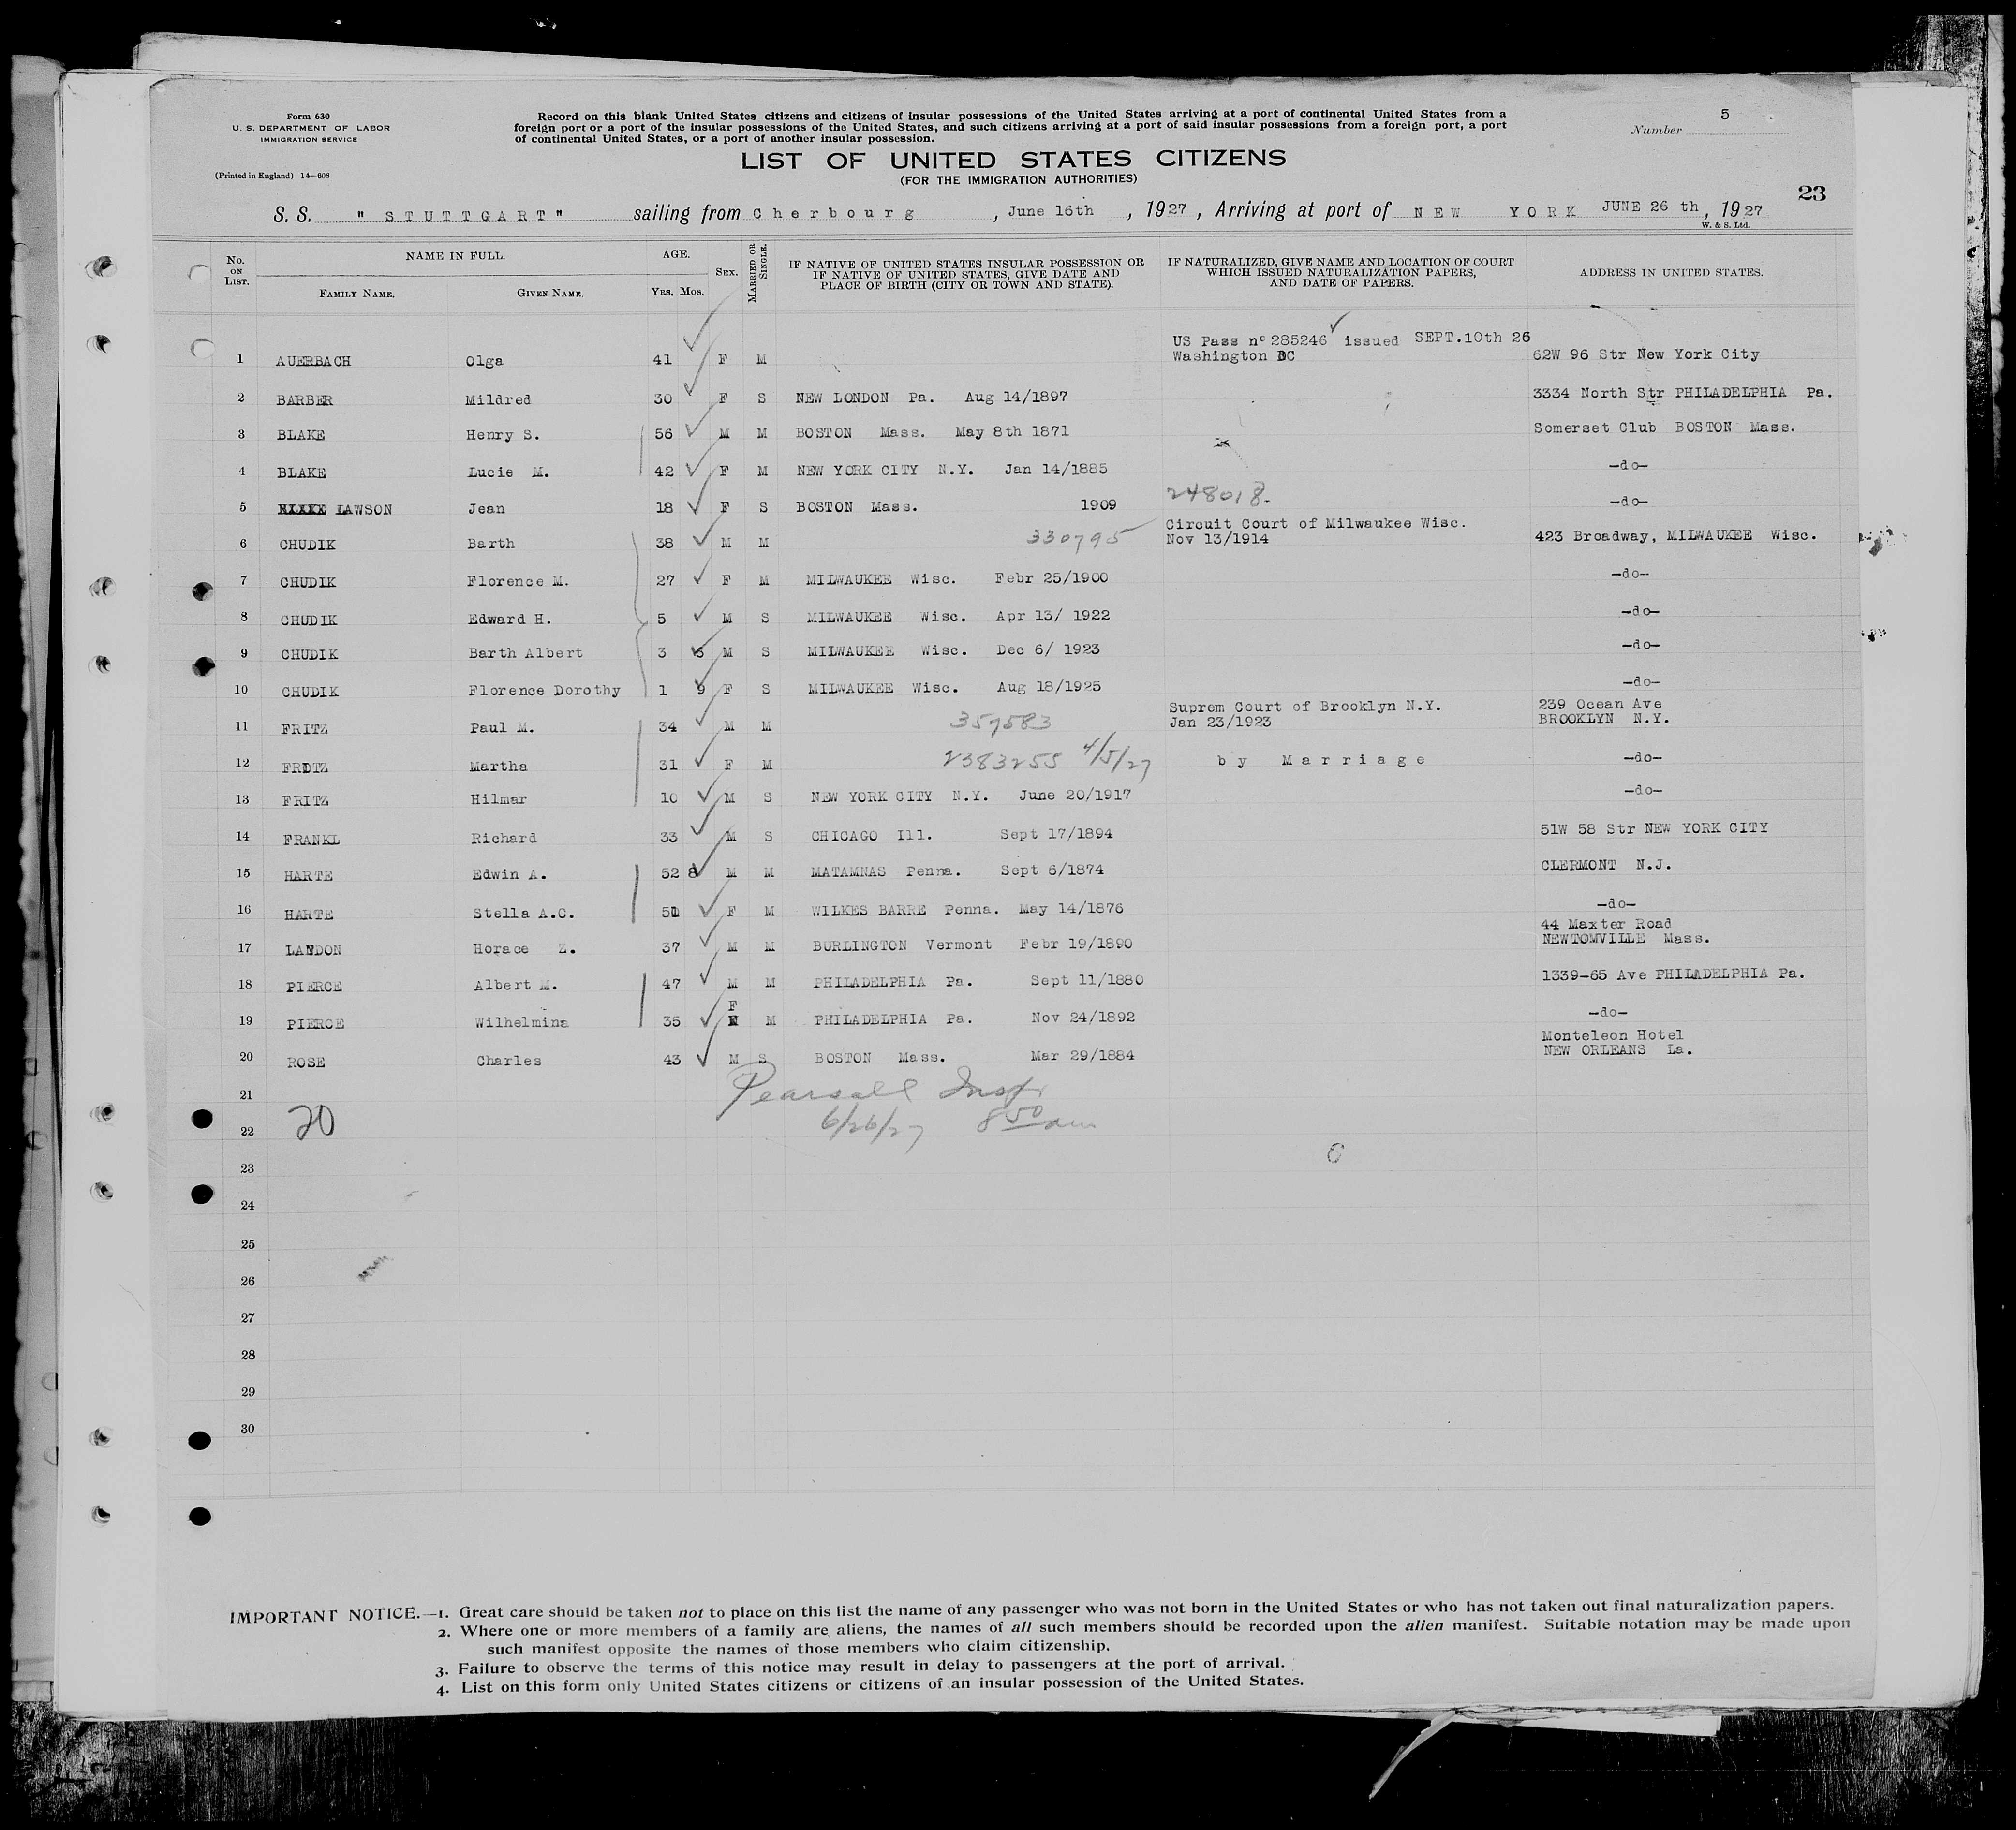 Form 630
U. S. DEPARTMENT OF LABOR
IMMIGRATION SERVICE
(Printed in England) 14—608
Record on this blank United States citizens and citizens of insular possessions of the United States arriving at a port of continental United States from a
foreign port or a port of the insular possessions of the United States, and such citizens arriving at a port of said insular possessions from a foreign port, a port
of continental United States, or a port of another insular possession.
Number 5
LIST OF UNITED STATES CITIZENS
(FOR THE IMMIGRATION AUTHORITIES)
23
S. S. "STUTTGART" sailing from Cherbourg, June 16th, 1927, Arriving at port of NEW YORK JUNE 26 th, 1927
W. & S. Ltd.
No. ON LIST. NAME IN FULL. FAMILY NAME. GIVEN NAME. AGE. YRS. MOS. SEX. MARRIED OR SINGLE. IF NATIVE OF UNITED STATES INSULAR POSSESSION OR IF NATIVE OF UNITED STATES, GIVE DATE AND PLACE OF BIRTH (CITY OR TOWN AND STATE). IF NATURALIZED, GIVE NAME AND LOCATION OF COURT WHICH ISSUED NATURALIZATION PAPERS, AND DATE OF PAPERS. ADDRESS IN UNITED STATES.
US Pass no 285246 issued SEPT.10th 26
1 AUERBACH Olga 41 F M Washington DC 62W 96 Str New York City
2 BARBER Mildred 30 F S NEW LONDON Pa. Aug 14/1897 3334 North Str PHILADELPHIA Pa.
3 BLAKE Henry S. 56 M M BOSTON Mass. May 8th 1871 Somerset Club BOSTON Mass.
4 BLAKE Lucie M. 42 F M NEW YORK CITY N.Y. Jan 14/1885 -do-
248018.
5 LAWSON Jean 18 F S BOSTON Mass. 1909 -do-
Circuit Court of Milwaukee Wisc.
6 CHUDIK Barth 38 M M 330795 Nov 13/1914 423 Broadway, MILWAUKEE Wisc.
7 CHUDIK Florence M. 27 F M MILWAUKEE Wisc. Febr 25/1900 -do-
8 CHUDIK Edward H. 5 M S MILWAUKEE Wisc. Apr 13/ 1922 -do-
9 CHUDIK Barth Albert 3 M S MILWAUKEE Wisc. Dec 6/ 1923 -do-
10 CHUDIK Florence Dorothy 1 9 F S MILWAUKEE Wisc. Aug 18/1925 -do-
Suprem Court of Brooklyn N.Y. 239 Ocean Ave
11 FRITZ Paul M. 34 M M 357583 Jan 23/1923 BROOKLYN N.Y.
12 FRITZ Martha 31 F M 2383255 4/5/27 by Marriage -do-
13 FRITZ Hilmar 10 M S NEW YORK CITY N.Y. June 20/1917 -do-
14 FRANKL Richard 33 M S CHICAGO Ill. Sept 17/1894 51W 58 Str NEW YORK CITY
15 HARTE Edwin A. 52 8 M M MATAMNAS Penna. Sept 6/1874 CLERMONT N.J.
16 HARTE Stella A.C. 51 F M WILKES BARRE Penna. May 14/1876 -do-
44 Maxter Road
17 LANDON Horace Z. 37 M M BURLINGTON Vermont Febr 19/1890 NEWTOMVILLE Mass.
18 PIERCE Albert M. 47 M M PHILADELPHIA Pa. Sept 11/1880 1339-65 Ave PHILADELPHIA Pa.
19 PIERCE Wilhelmina 35 F M PHILADELPHIA Pa. Nov 24/1892 -do-
Monteleon Hotel
20 ROSE Charles 43 M S BOSTON Mass. Mar 29/1884 NEW ORLEANS La.
21 Pearsall Insp.
22 20 6/26/27 8 50 am
23
24
25
26
27
28
29
30
IMPORTANT NOTICE.—1. Great care should be taken not to place on this list the name of any passenger who was not born in the United States or who has not taken out final naturalization papers.
2. Where one or more members of a family are aliens, the names of all such members should be recorded upon the alien manifest. Suitable notation may be made upon
such manifest opposite the names of those members who claim citizenship.
3. Failure to observe the terms of this notice may result in delay to passengers at the port of arrival.
4. List on this form only United States citizens or citizens of an insular possession of the United States.